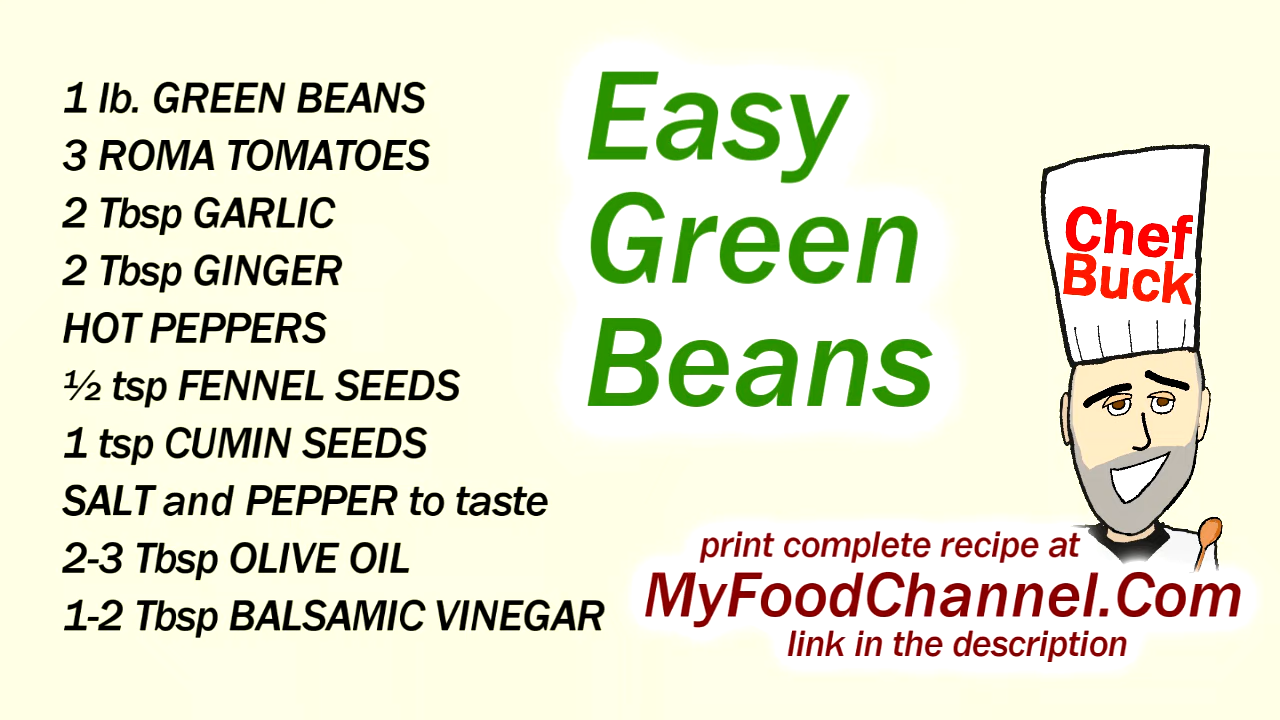 1 lb. GREEN BEANS
3 ROMA TOMATOES
2 Tbsp GARLIC
2 Tbsp GINGER
HOT PEPPERS
½ tsp FENNEL SEEDS
1 tsp CUMIN SEEDS
SALT and PEPPER to taste
2-3 Tbsp OLIVE OIL
1-2 Tbsp BALSAMIC VINEGAR
Easy
Green
Beans
Chef
Buck
print complete recipe at
MyFoodChannel.Com
link in the description